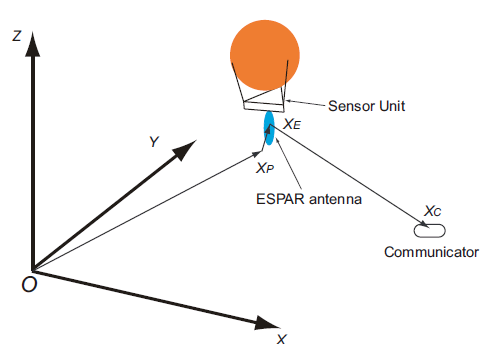 Z
Sensor Unit
XE
Y
XP
ESPAR antenna
XC
Communicator
O
X